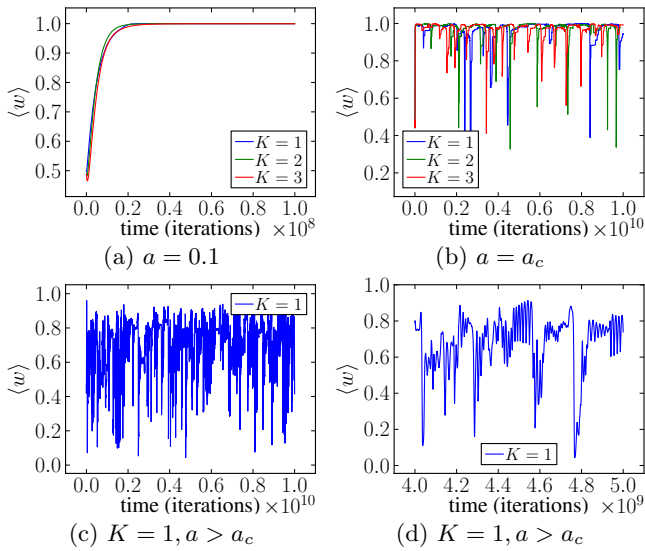 1.0
0.9
0.8
0.7
0.6
0.5
⟨w⟩
K = 1
K = 2
K = 3
0.0 0.2 0.4 0.6 0.8 1.0
time (iterations) ×10^8
(a) a = 0.1
1.0
0.8
0.6
0.4
0.2
⟨w⟩
K = 1
K = 2
K = 3
0.0 0.2 0.4 0.6 0.8 1.0
time (iterations) ×10^10
(b) a = a_c
1.0
0.8
0.6
0.4
0.2
0.0
⟨w⟩
K = 1
0.0 0.2 0.4 0.6 0.8 1.0
time (iterations) ×10^10
(c) K = 1, a > a_c
1.0
0.8
0.6
0.4
0.2
0.0
⟨w⟩
K = 1
4.0 4.2 4.4 4.6 4.8 5.0
time (iterations) ×10^9
(d) K = 1, a > a_c